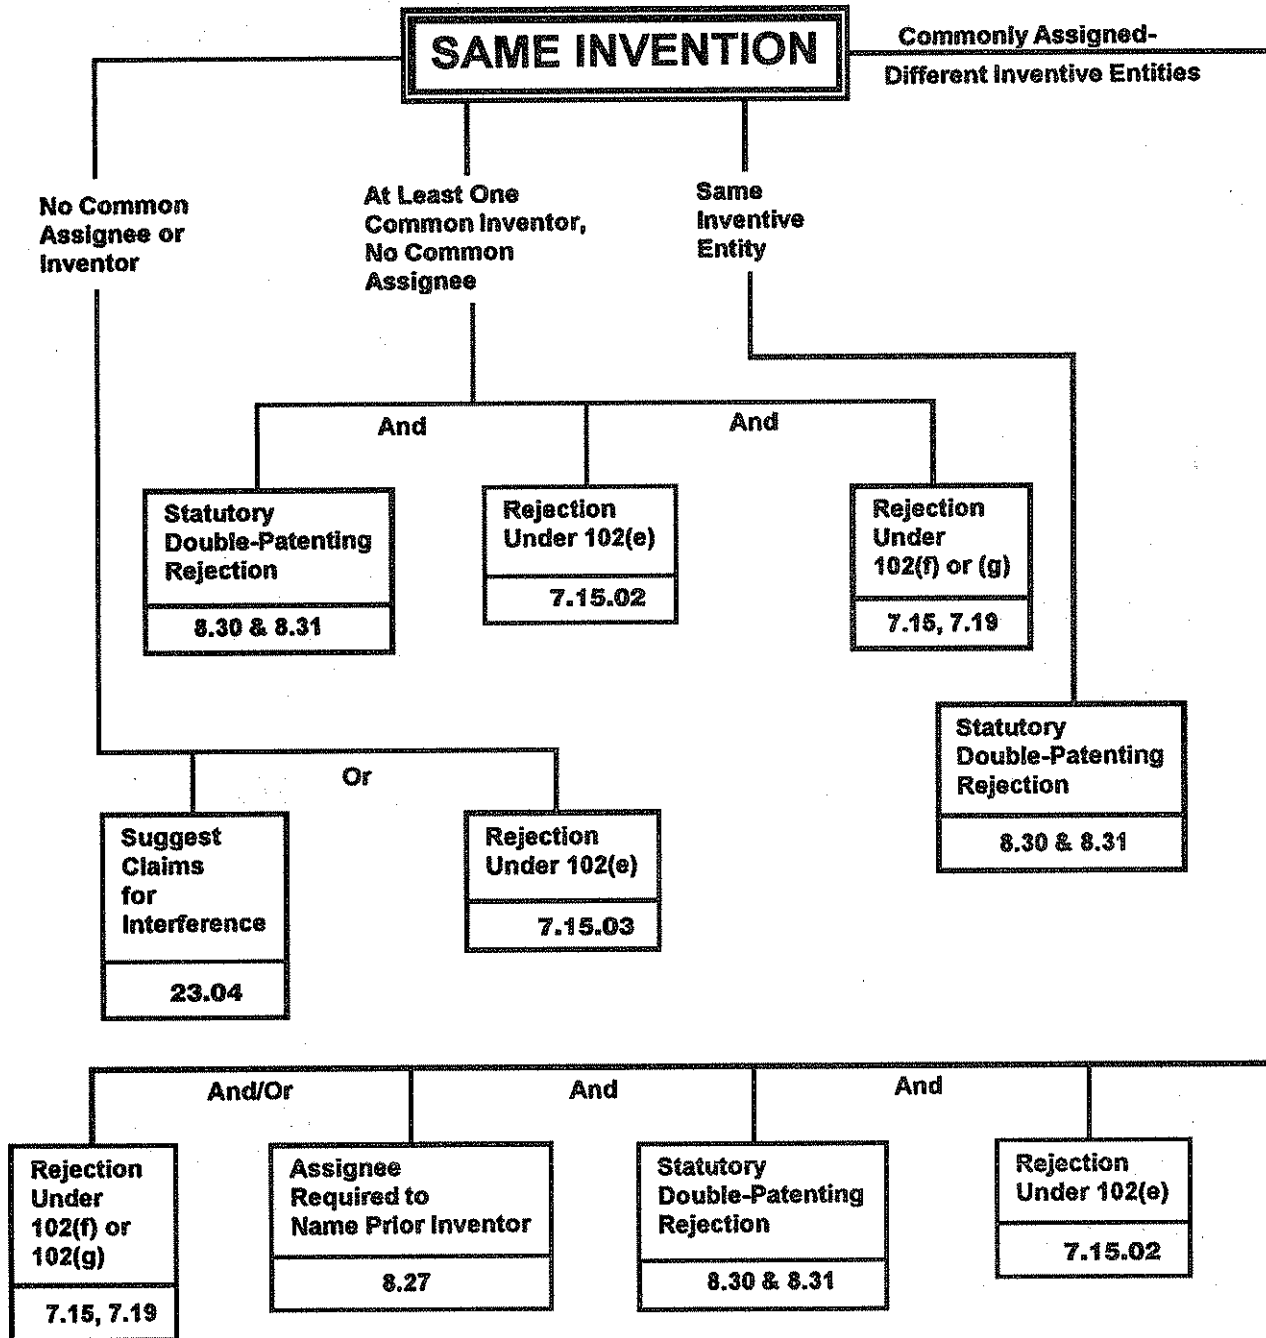 SAME INVENTION
Commonly Assigned-
Different Inventive Entities
No Common
Assignee or
Inventor
At Least One
Common Inventor,
No Common
Assignee
Same
Inventive
Entity
And
And
Statutory
Double-Patenting
Rejection
8.30 & 8.31
Rejection
Under 102(e)
7.15.02
Rejection
Under
102(f) or (g)
7.15, 7.19
Statutory
Double-Patenting
Rejection
8.30 & 8.31
Or
Suggest
Claims
for
Interference
23.04
Rejection
Under 102(e)
7.15.03
And/Or
And
And
Rejection
Under
102(f) or
102(g)
7.15, 7.19
Assignee
Required to
Name Prior Inventor
8.27
Statutory
Double-Patenting
Rejection
8.30 & 8.31
Rejection
Under 102(e)
7.15.02